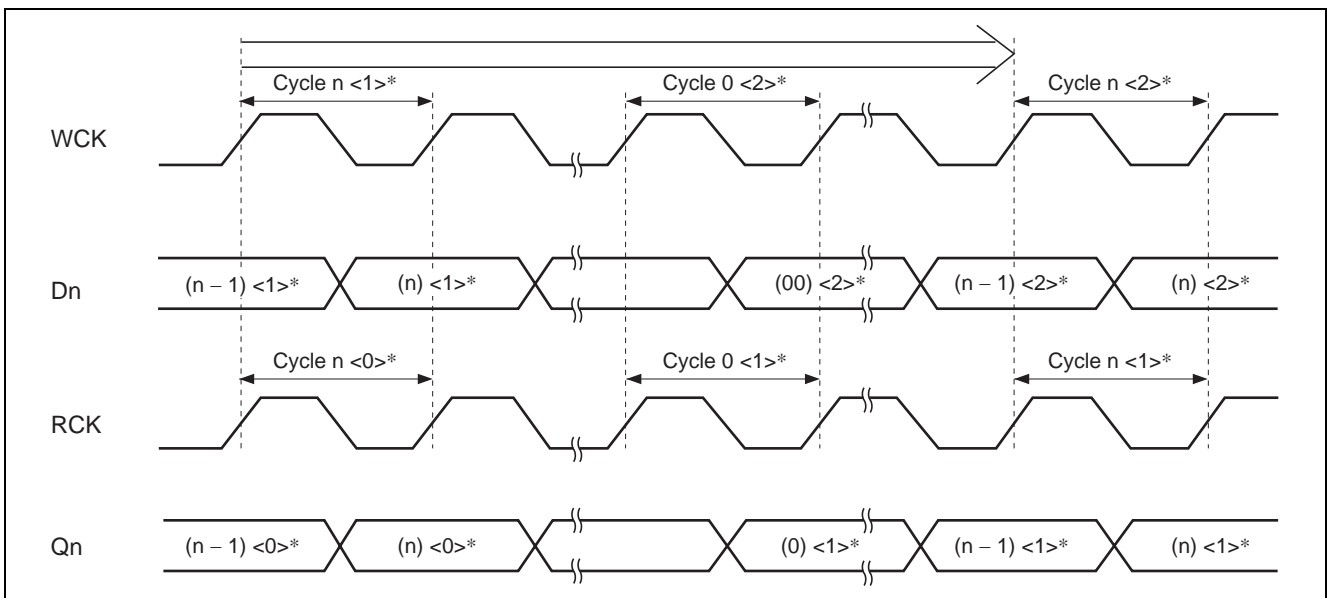 Cycle n <1>* Cycle 0 <2>* Cycle n <2>*
WCK
Dn (n – 1) <1>* (n) <1>* (00) <2>* (n – 1) <2>* (n) <2>*
Cycle n <0>* Cycle 0 <1>* Cycle n <1>*
RCK
Qn (n – 1) <0>* (n) <0>* (0) <1>* (n – 1) <1>* (n) <1>*